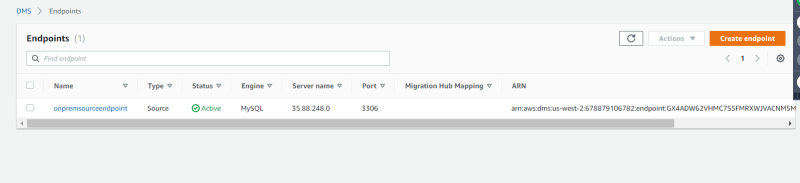 DMS > Endpoints
Endpoints (1)
Actions
Create endpoint
Find endpoint
1
Name Type Status Engine Server name Port Migration Hub Mapping ARN
onpremsourceendpoint Source Active MySQL 35.88.248.0 3306 arn:aws:dms:us-west-2:678879106782:endpoint:GX4ADW62VHMC7S5FMRXWJVACNM5M